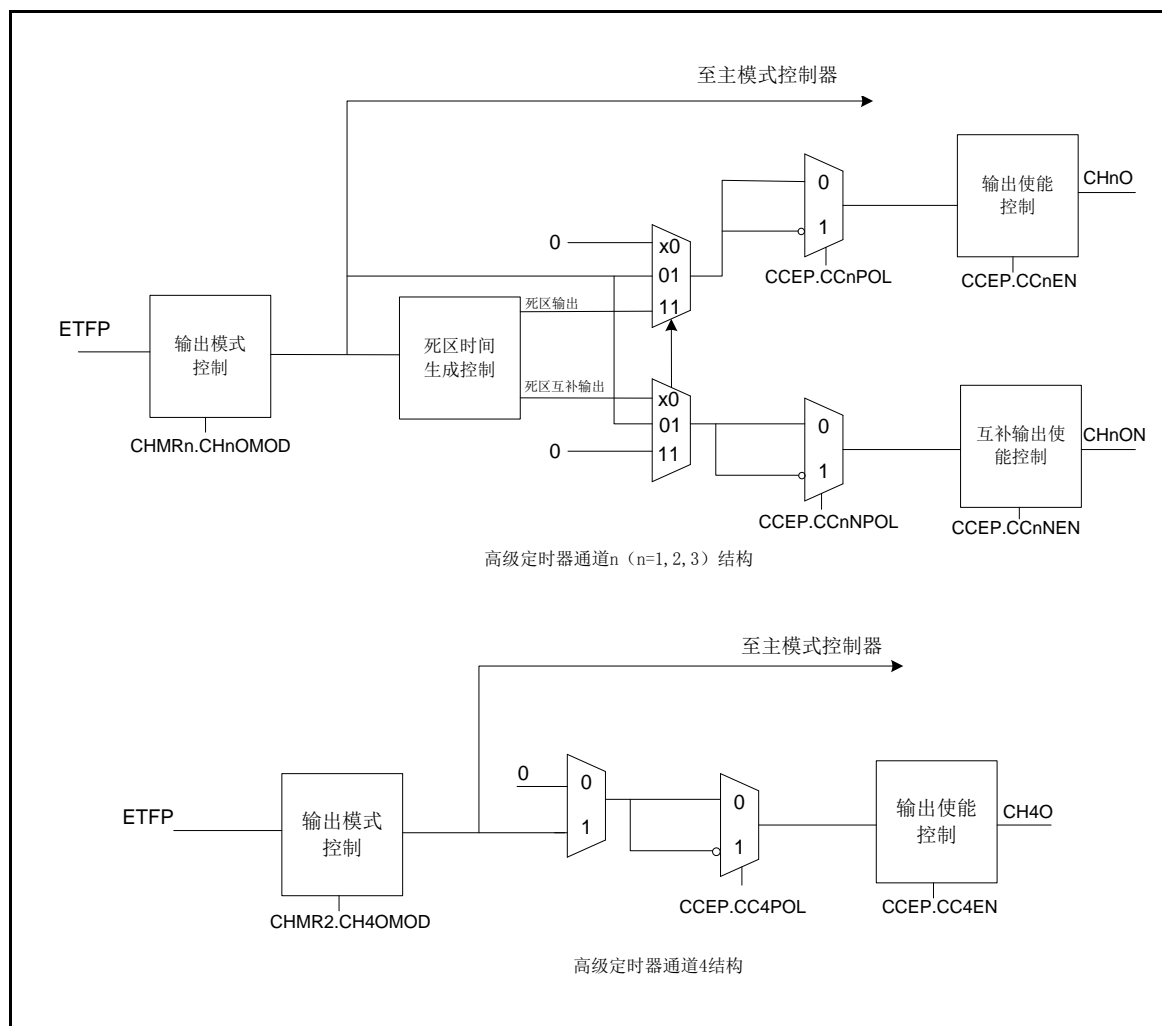 至主模式控制器
ETFP
输出模式
控制
CHMRn.CHnOMOD
死区时间
生成控制
死区输出
死区互补输出
0
x0
01
11
x0
01
11
0
0
1
CCEP.CCnPOL
输出使能
控制
CHnO
CCEP.CCnEN
0
1
CCEP.CCnNPOL
互补输出使
能控制
CHnON
CCEP.CCnNEN
高级定时器通道n（n=1,2,3）结构
至主模式控制器
ETFP
输出模式
控制
CHMR2.CH4OMOD
0
0
1
0
1
CCEP.CC4POL
输出使能
控制
CH4O
CCEP.CC4EN
高级定时器通道4结构